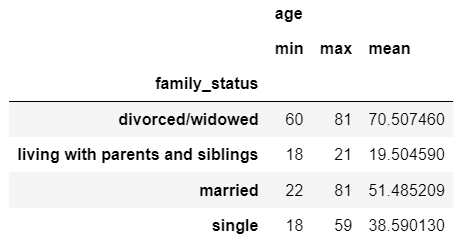 age
min max mean
family_status
divorced/widowed 60 81 70.507460
living with parents and siblings 18 21 19.504590
married 22 81 51.485209
single 18 59 38.590130